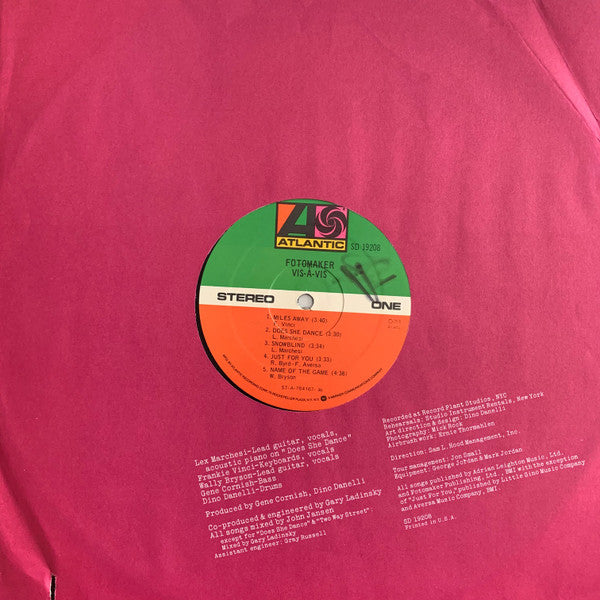 ATLANTIC
SD 19208
FOTOMAKER
VIS-A-VIS
STEREO
ONE
1. MILES AWAY (3:40)
F. Vinci
2. DOES SHE DANCE (3:30)
L. Marchesi
3. SNOWBLIND (3:34)
L. Marchesi
4. JUST FOR YOU (3:33)
R. Byrd-F. Aversa
5. NAME OF THE GAME (4:38)
W. Bryson
Lex Marchesi-Lead guitar, vocals,
acoustic piano on "Does She Dance"
Frankie Vinci-Keyboards, vocals
Wally Bryson-Lead guitar, vocals
Gene Cornish-Bass
Dino Danelli-Drums
Produced by Gene Cornish, Dino Danelli
Co-produced & engineered by Gary Ladinsky
All songs mixed by John Jansen
except for "Does She Dance" & "Two Way Street":
Mixed by Gary Ladinsky
Assistant engineer: Gray Russell
Recorded at Record Plant Studios, NYC
Rehearsals: Studio Instrument Rentals, New York
Art direction & design: Dino Danelli
Photography: Mick Rock
Airbrush work: Ernie Thormahlen
Direction: Sam L. Hood Management, Inc.
Tour management: Jon Small
Equipment: George Jordat & Mark Jordan
All songs published by Adrian Leighton Music, Ltd.
and Fotomaker Publishing, Ltd., BMI with the exception
of "Just For You", published by Little Gino Music Company
and Aversa Music Company, BMI.
SD 19208
Printed in U.S.A.